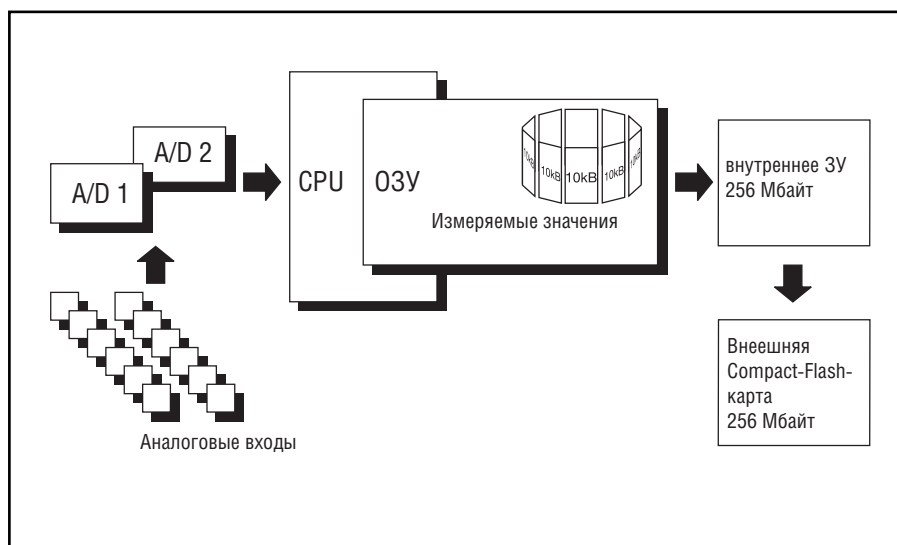 A/D 1
A/D 2
CPU
ОЗУ
10kB
10kB
10kB
10kB
10kB
Измеряемые значения
внутреннее ЗУ
256 Мбайт
Внеешняя
Compact-Flash-
карта
256 Мбайт
Аналоговые входы